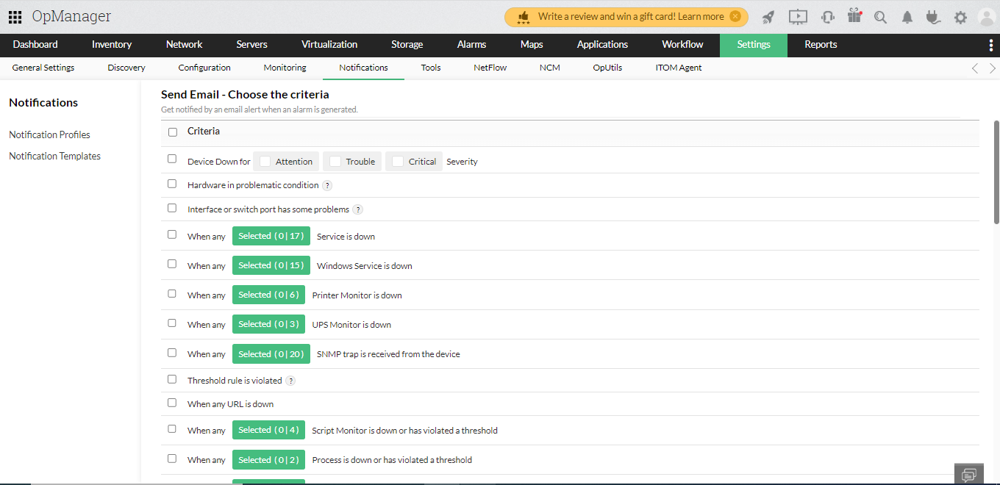 OpManager
Write a review and win a gift card! Learn more
Dashboard Inventory Network Servers Virtualization Storage Alarms Maps Applications Workflow Settings Reports
General Settings Discovery Configuration Monitoring Notifications Tools NetFlow NCM OpUtils ITOM Agent
Notifications
Notification Profiles
Notification Templates
Send Email - Choose the criteria
Get notified by an email alert when an alarm is generated.
Criteria
Device Down for Attention Trouble Critical Severity
Hardware in problematic condition ?
Interface or switch port has some problems ?
When any Selected ( 0 | 17 ) Service is down
When any Selected ( 0 | 15 ) Windows Service is down
When any Selected ( 0 | 6 ) Printer Monitor is down
When any Selected ( 0 | 3 ) UPS Monitor is down
When any Selected ( 0 | 20 ) SNMP trap is received from the device
Threshold rule is violated ?
When any URL is down
When any Selected ( 0 | 4 ) Script Monitor is down or has violated a threshold
When any Selected ( 0 | 2 ) Process is down or has violated a threshold